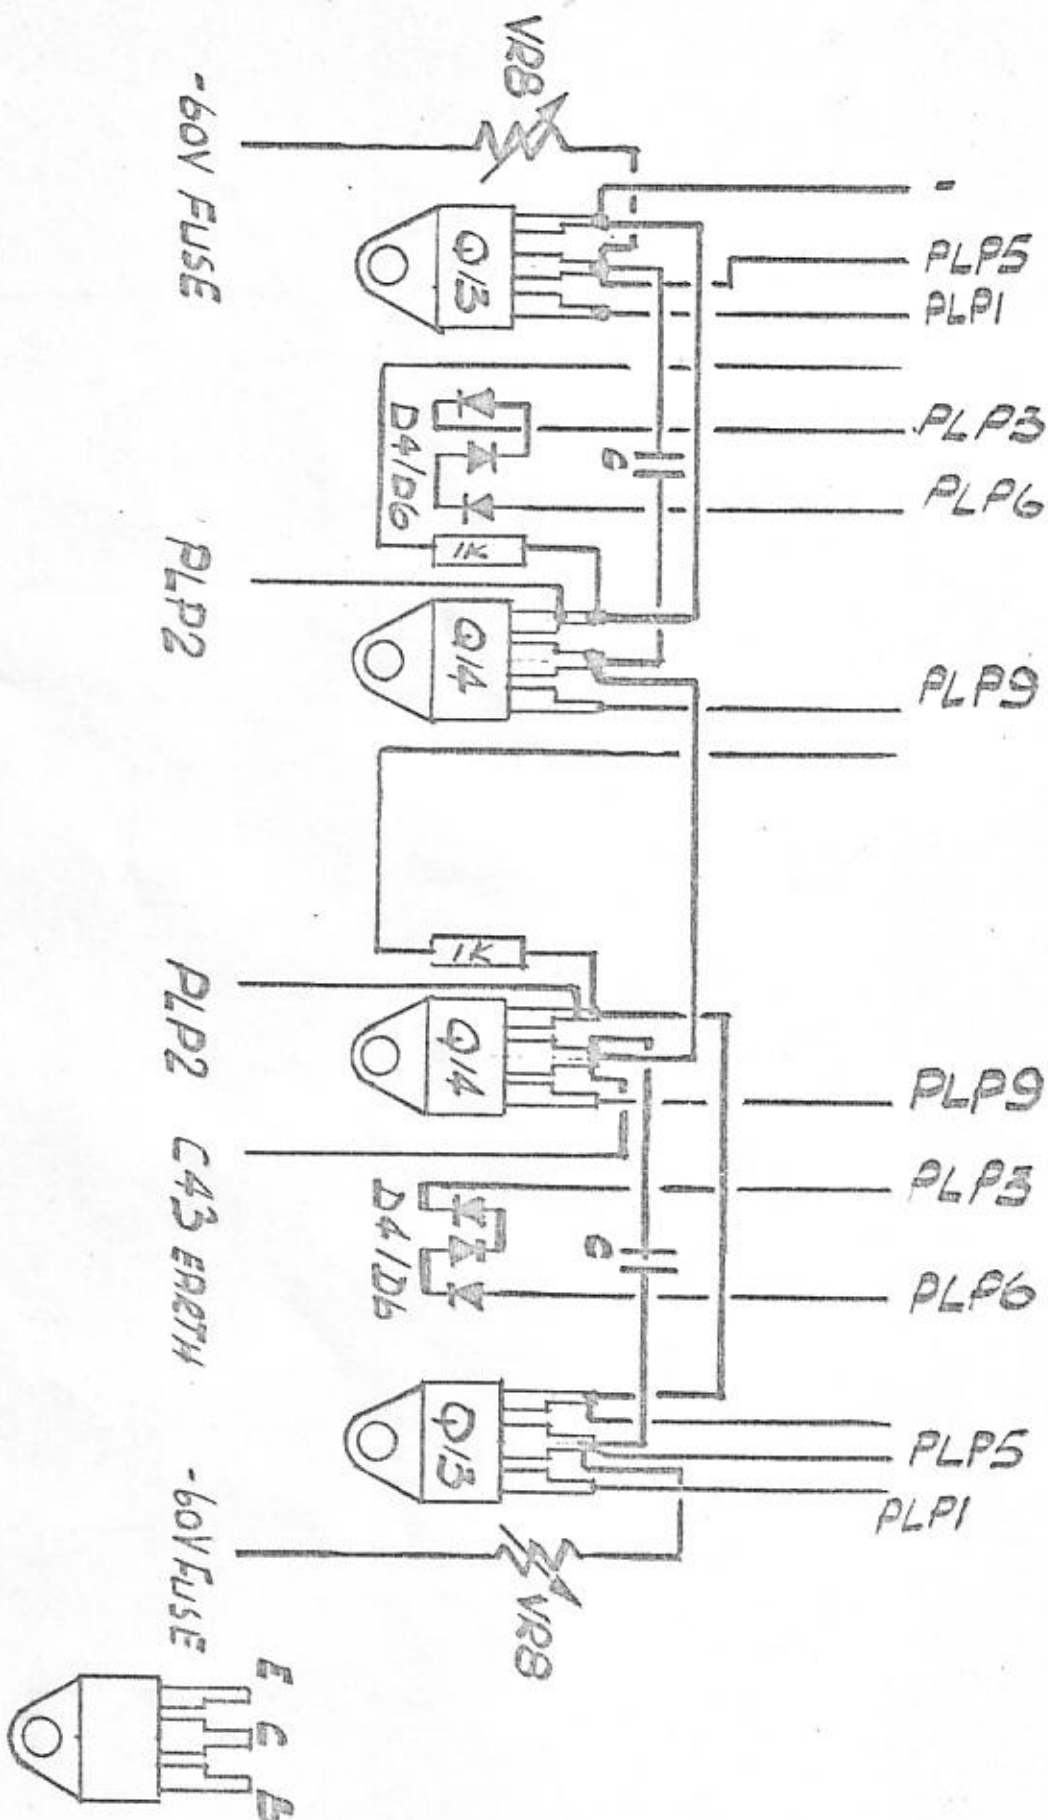 VR8
-60V FUSE
Q13
-
PLP5
PLP1
D4/D6
C
PLP3
PLP6
1K
PLP2
Q14
PLP9
1K
PLP2
Q14
PLP9
C43 EARTH
D4/D6
C
PLP3
PLP6
Q13
PLP5
PLP1
-60V FUSE
VR8
E C B